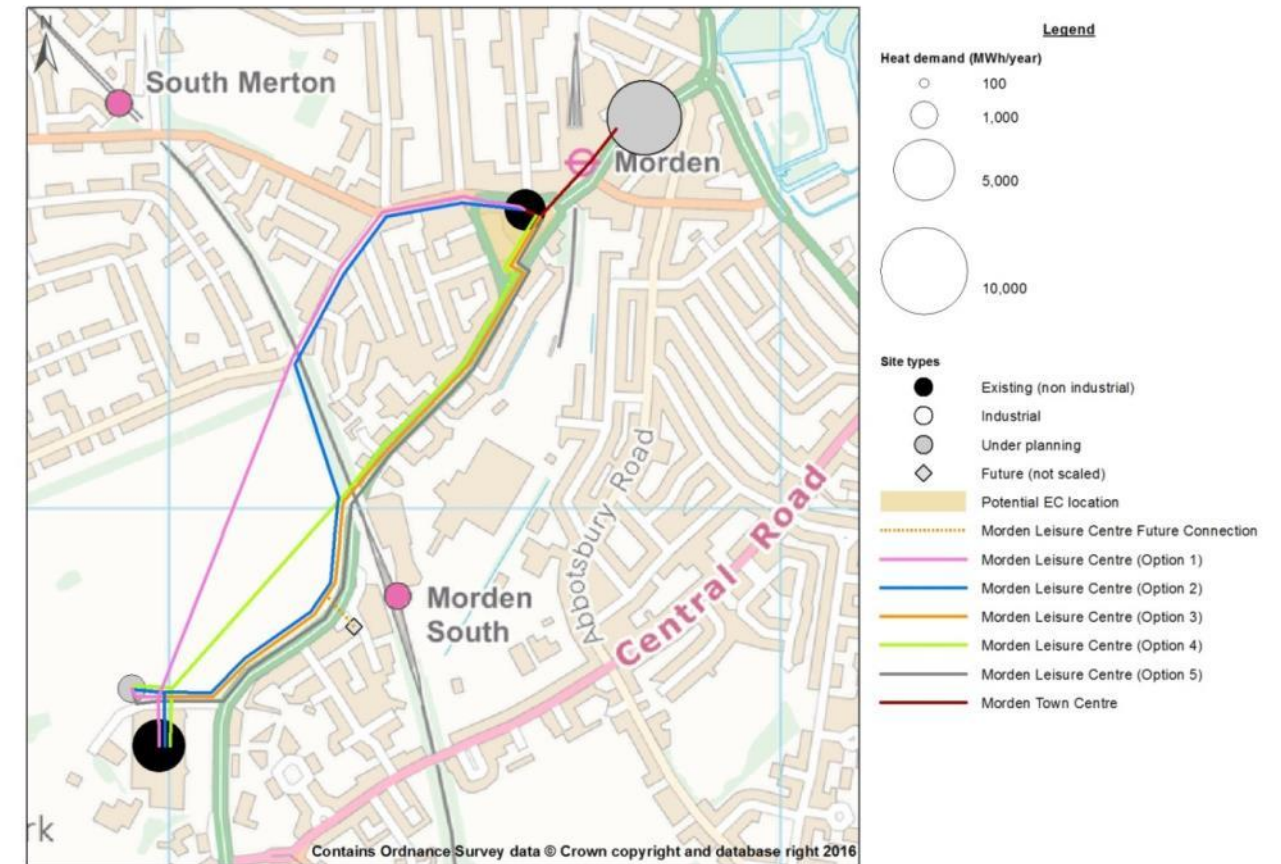 N
South Merton
Morden
Morden
South
Abbotsbury Road
Central Road
rk
Contains Ordnance Survey data © Crown copyright and database right 2016
Legend
Heat demand (MWh/year)
100
1,000
5,000
10,000
Site types
Existing (non industrial)
Industrial
Under planning
Future (not scaled)
Potential EC location
Morden Leisure Centre Future Connection
Morden Leisure Centre (Option 1)
Morden Leisure Centre (Option 2)
Morden Leisure Centre (Option 3)
Morden Leisure Centre (Option 4)
Morden Leisure Centre (Option 5)
Morden Town Centre